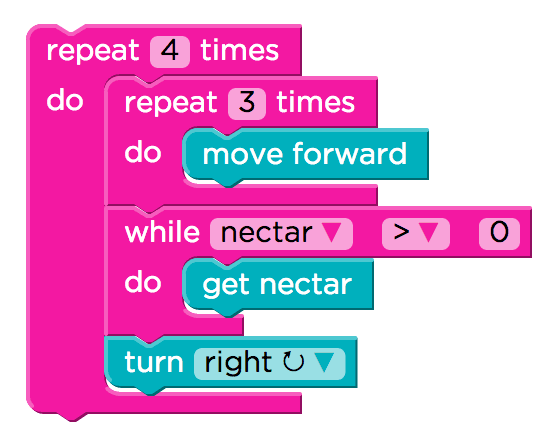 repeat 4 times
do repeat 3 times
do move forward
while nectar ▼ > ▼ 0
do get nectar
turn right ↻ ▼